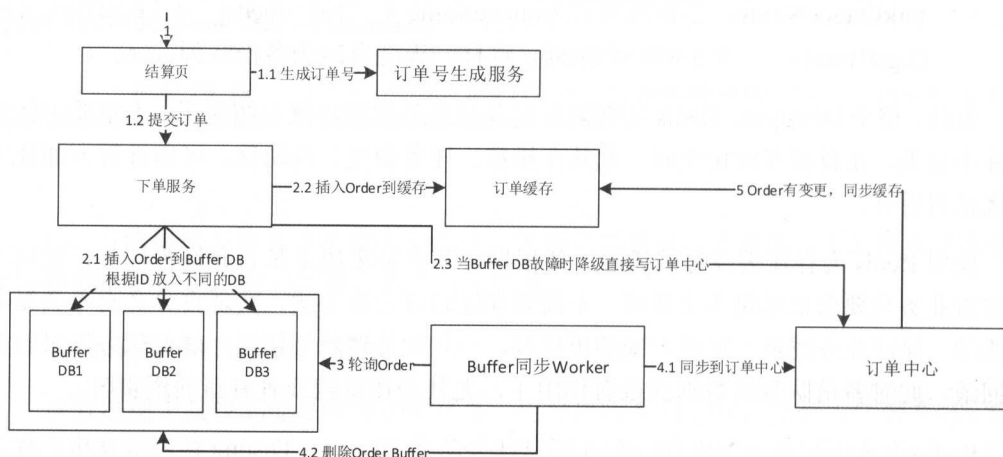 1
结算页
1.1 生成订单号
订单号生成服务
1.2 提交订单
下单服务
2.2 插入Order到缓存
订单缓存
5 Order有变更，同步缓存
2.1 插入Order到Buffer DB
根据ID 放入不同的DB
2.3 当Buffer DB故障时降级直接写订单中心
Buffer
DB1
Buffer
DB2
Buffer
DB3
3 轮询Order
Buffer同步Worker
4.1 同步到订单中心
订单中心
4.2 删除Order Buffer